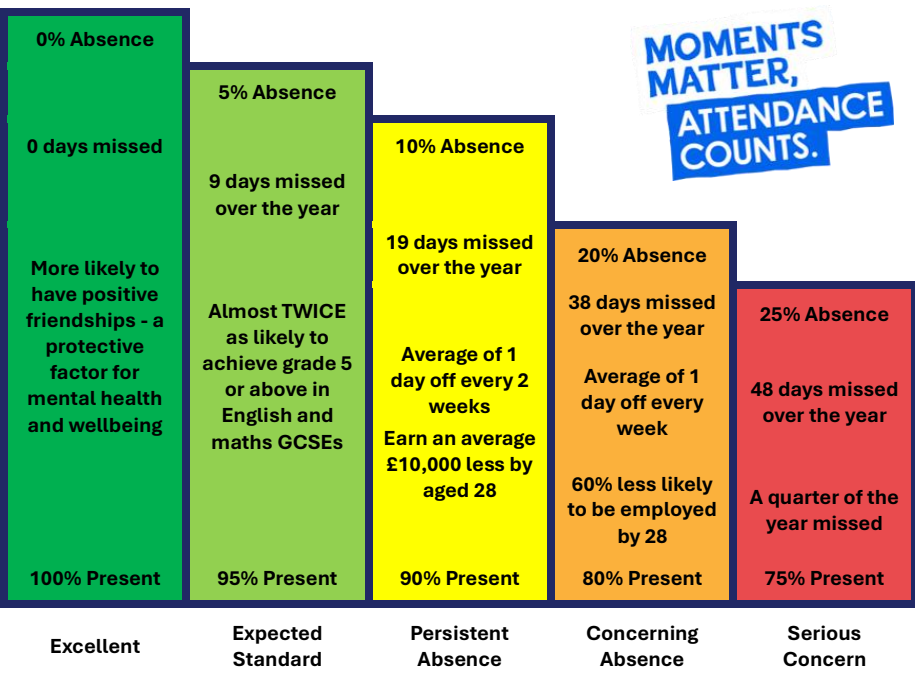 0% Absence
0 days missed
More likely to
have positive
friendships - a
protective
factor for
mental health
and wellbeing
100% Present
Excellent
5% Absence
9 days missed
over the year
Almost TWICE
as likely to
achieve grade 5
or above in
English and
maths GCSEs
95% Present
Expected
Standard
10% Absence
19 days missed
over the year
Average of 1
day off every 2
weeks
Earn an average
£10,000 less by
aged 28
90% Present
Persistent
Absence
20% Absence
38 days missed
over the year
Average of 1
day off every
week
60% less likely
to be employed
by 28
80% Present
Concerning
Absence
MOMENTS
MATTER,
ATTENDANCE
COUNTS.
25% Absence
48 days missed
over the year
A quarter of the
year missed
75% Present
Serious
Concern